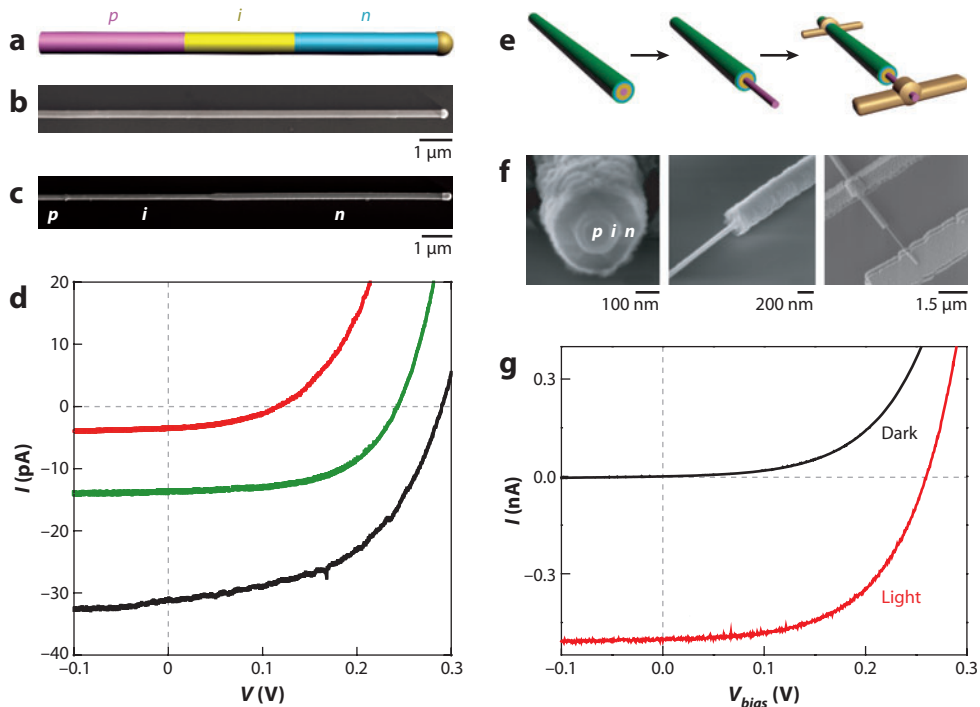 a
p i n
b
1 μm
c
p i n
1 μm
d
20
10
0
−10
−20
−30
−40
I (pA)
−0.1 0 0.1 0.2 0.3
V (V)
e
f
p i n
100 nm 200 nm 1.5 μm
g
0.3
0.0
−0.3
I (nA)
Dark
Light
−0.1 0.0 0.1 0.2 0.3
V_bias (V)